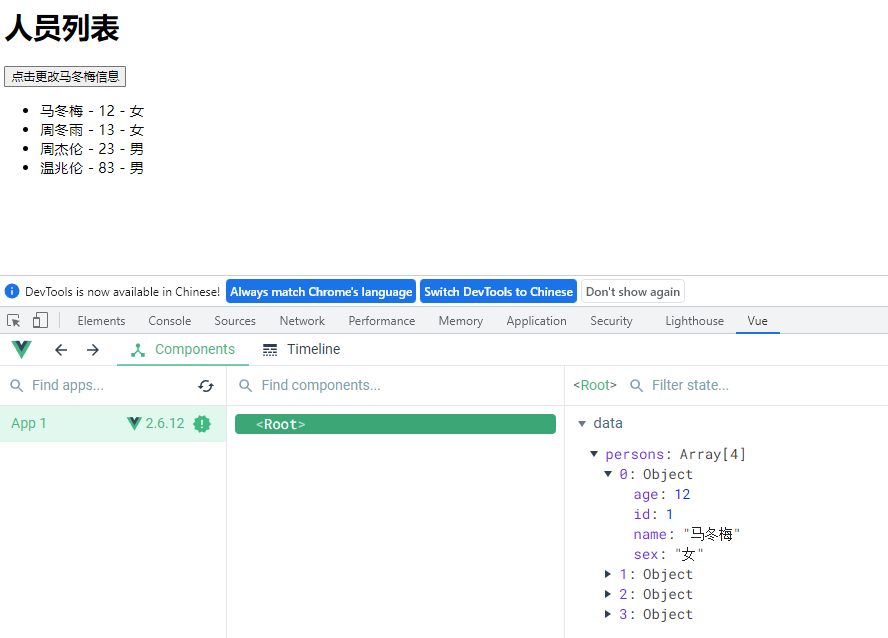 人员列表
点击更改马冬梅信息
• 马冬梅 - 12 - 女
• 周冬雨 - 13 - 女
• 周杰伦 - 23 - 男
• 温兆伦 - 83 - 男
DevTools is now available in Chinese! Always match Chrome's language Switch DevTools to Chinese Don't show again
Elements Console Sources Network Performance Memory Application Security Lighthouse Vue
Components Timeline
Find apps... Find components... <Root> Filter state...
App 1 2.6.12 <Root> data
persons: Array[4]
0: Object
age: 12
id: 1
name: "马冬梅"
sex: "女"
1: Object
2: Object
3: Object